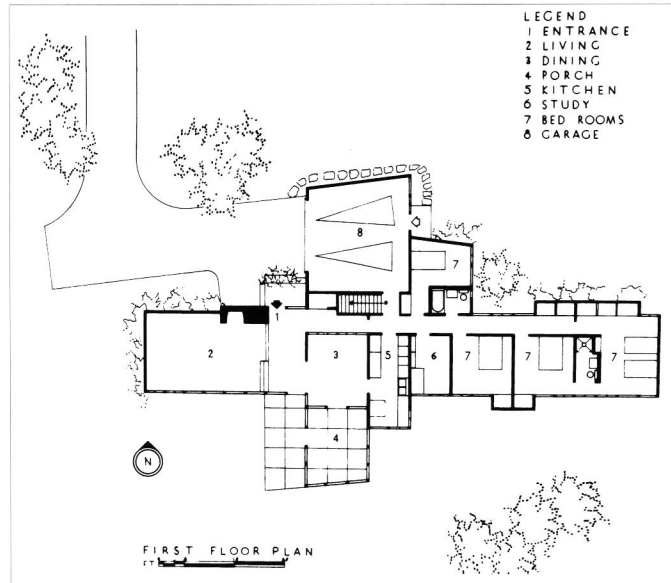 LEGEND
1 ENTRANCE
2 LIVING
3 DINING
4 PORCH
5 KITCHEN
6 STUDY
7 BED ROOMS
8 GARAGE
8
7
1
2
3
5
6
7
7
7
4
N
FIRST FLOOR PLAN
FT